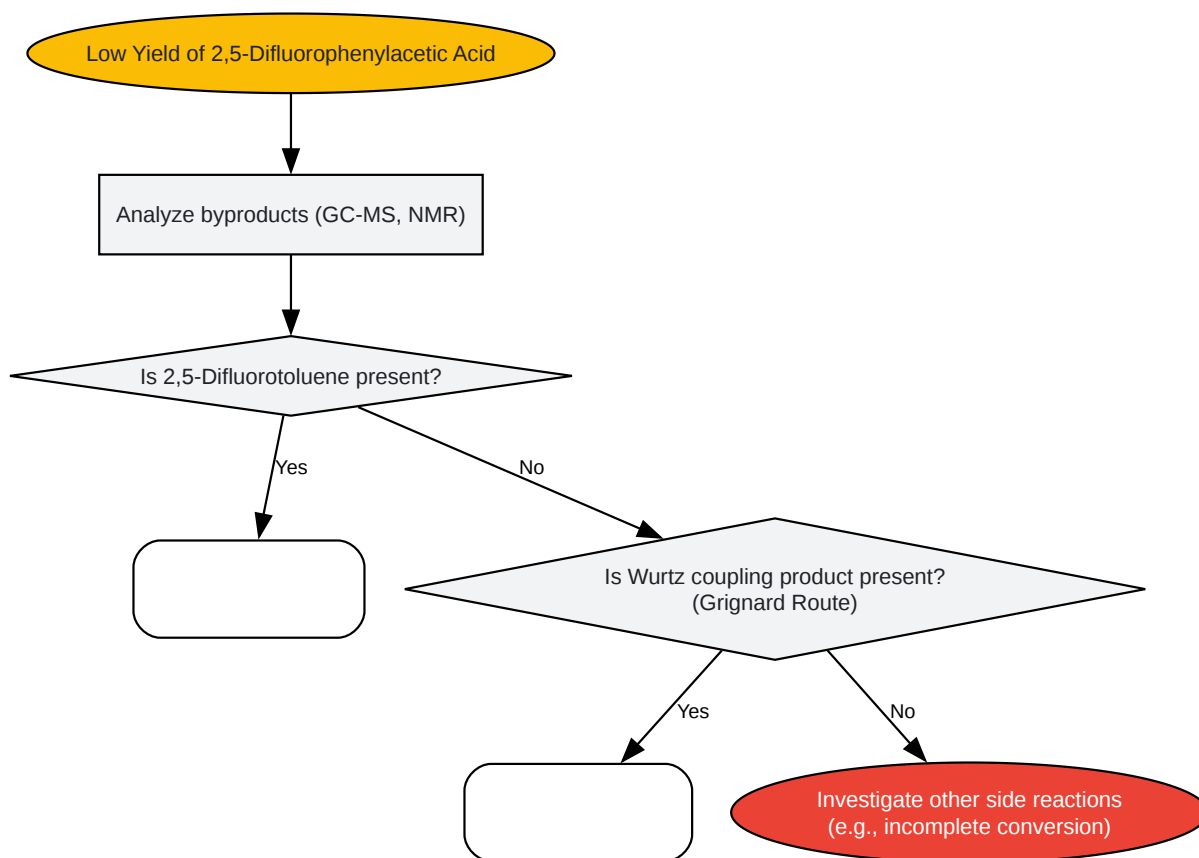 Low Yield of 2,5-Difluorophenylacetic Acid
Analyze byproducts (GC-MS, NMR)
Is 2,5-Difluorotoluene present?
Yes
No
Is Wurtz coupling product present?
(Grignard Route)
Yes
No
Investigate other side reactions
(e.g., incomplete conversion)